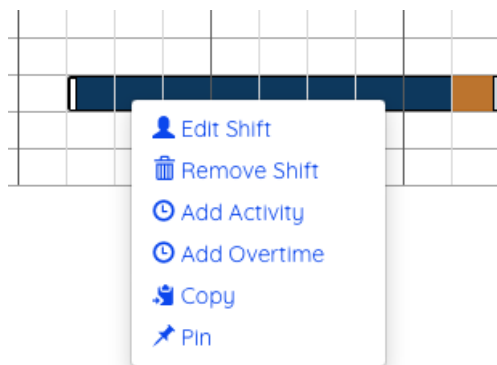 Edit Shift
Remove Shift
Add Activity
Add Overtime
Copy
Pin